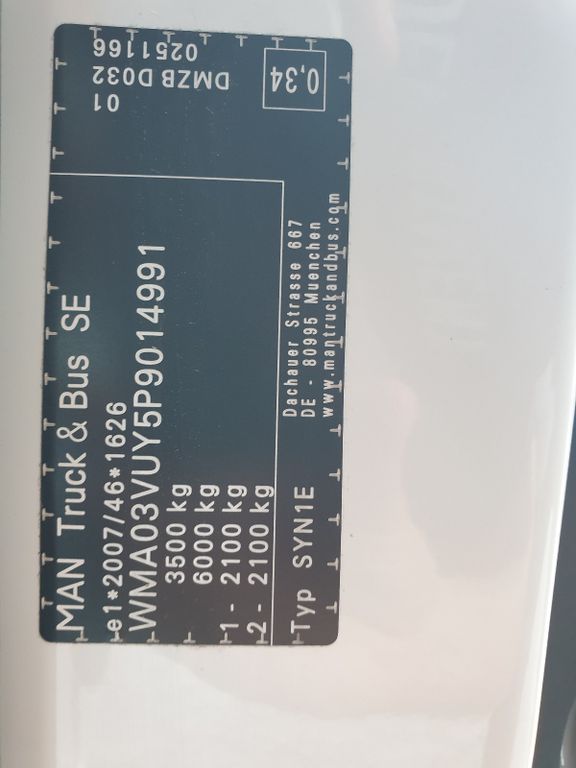 MAN Truck & Bus SE
e1*2007/46*1626
WMA03VUY5P9014991
3500 kg
6000 kg
1 - 2100 kg
2 - 2100 kg
Typ SYN1E
Dachauer Strasse 667
DE - 80995 Muenchen
www.mantruckandbus.com
01
DMZB D032
0251166
0,34